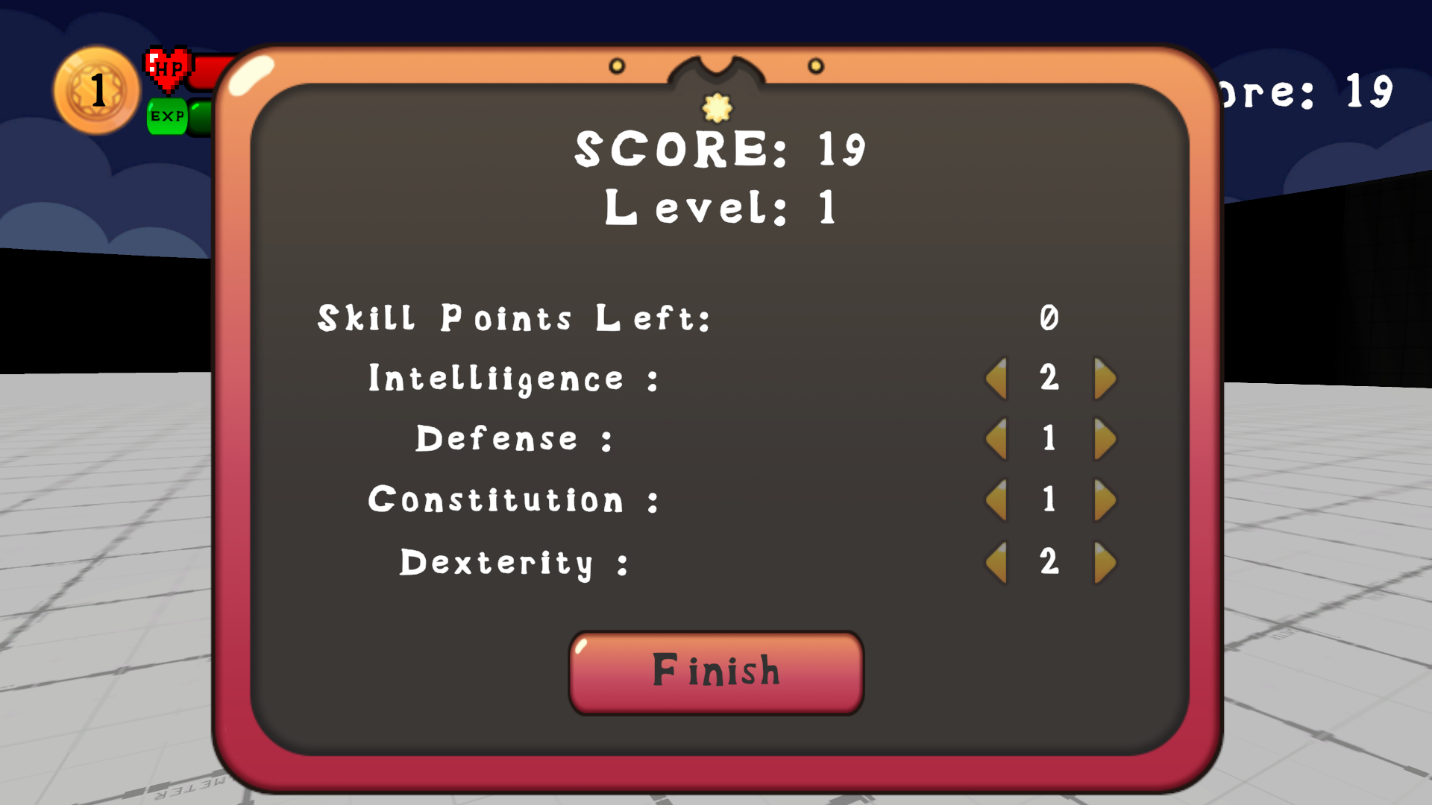 1
HP
EXP
ore: 19
SCORE: 19
Level: 1
Skill Points Left: 0
Intelliigence : 2
Defense : 1
Constitution : 1
Dexterity : 2
Finish
METER